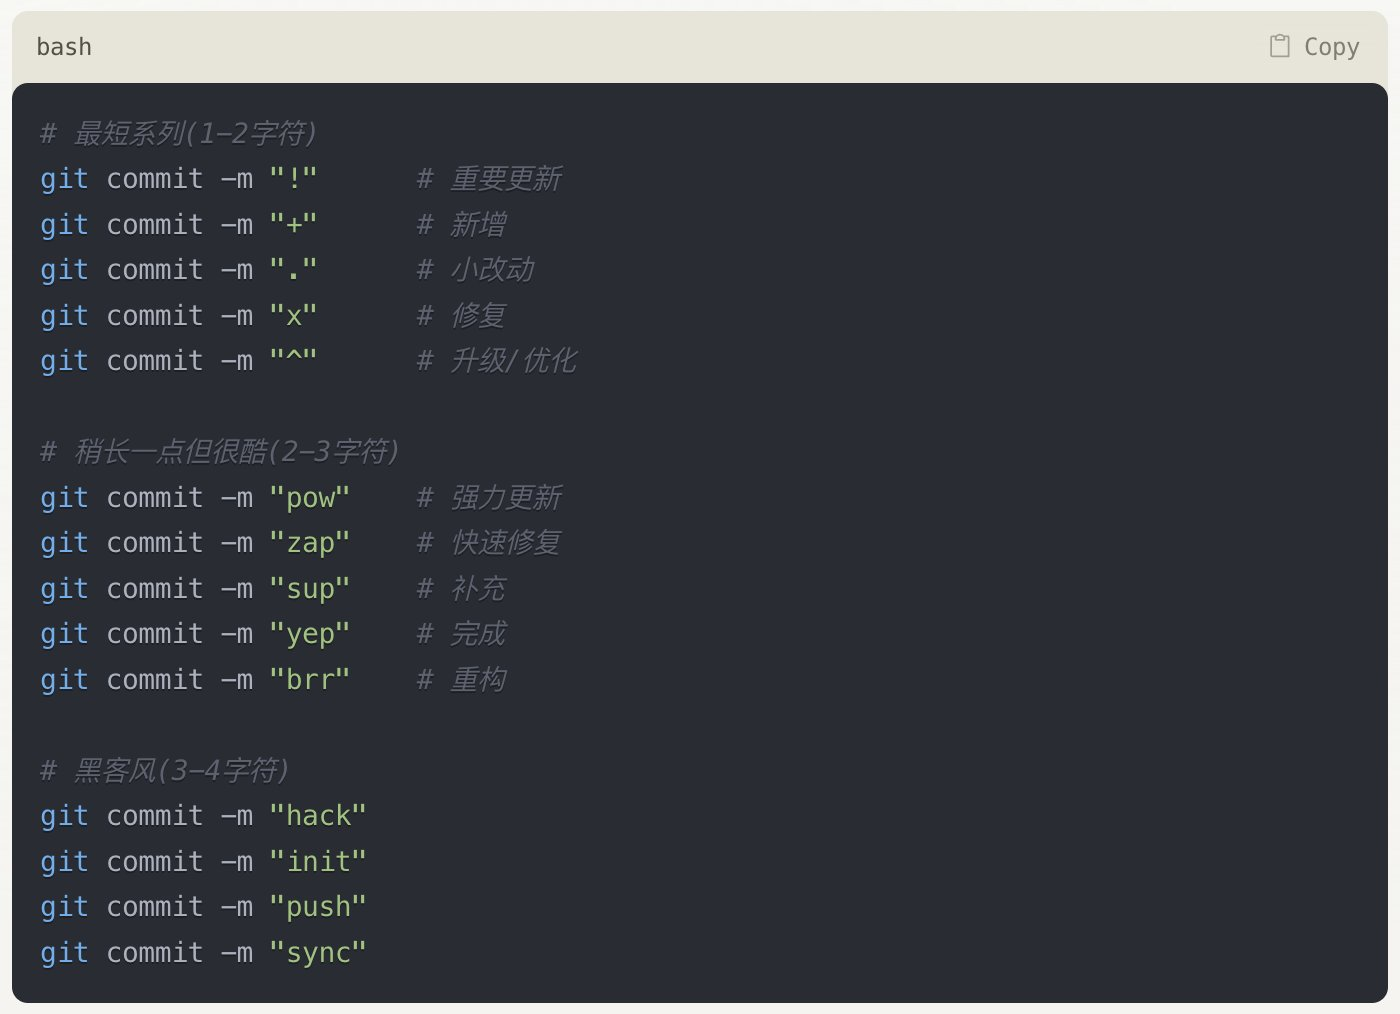 bash
Copy
# 最短系列(1-2字符)
git commit -m "!"      # 重要更新
git commit -m "+"      # 新增
git commit -m "."      # 小改动
git commit -m "x"      # 修复
git commit -m "^"      # 升级/优化
# 稍长一点但很酷(2-3字符)
git commit -m "pow"    # 强力更新
git commit -m "zap"    # 快速修复
git commit -m "sup"    # 补充
git commit -m "yep"    # 完成
git commit -m "brr"    # 重构
# 黑客风(3-4字符)
git commit -m "hack"
git commit -m "init"
git commit -m "push"
git commit -m "sync"